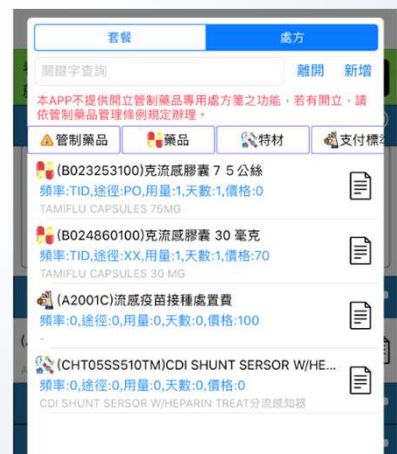 套餐
處方
關鍵字查詢
離開 新增
本APP不提供開立管制藥品專用處方箋之功能，若有開立，請
依管制藥品管理條例規定辦理。
管制藥品
藥品
特材
支付標
(B023253100)克流感膠囊 ７５公絲
頻率:TID,途徑:PO,用量:1,天數:1,價格:0
TAMIFLU CAPSULES 75MG
(B024860100)克流感膠囊 30 毫克
頻率:TID,途徑:XX,用量:1,天數:1,價格:70
TAMIFLU CAPSULES 30 MG
(A2001C)流感疫苗接種處置費
頻率:0,途徑:0,用量:0,天數:0,價格:100
-
(CHT05SS510TM)CDI SHUNT SERSOR W/HE...
頻率:0,途徑:0,用量:0,天數:0,價格:0
CDI SHUNT SERSOR W/HEPARIN TREAT分流感知器